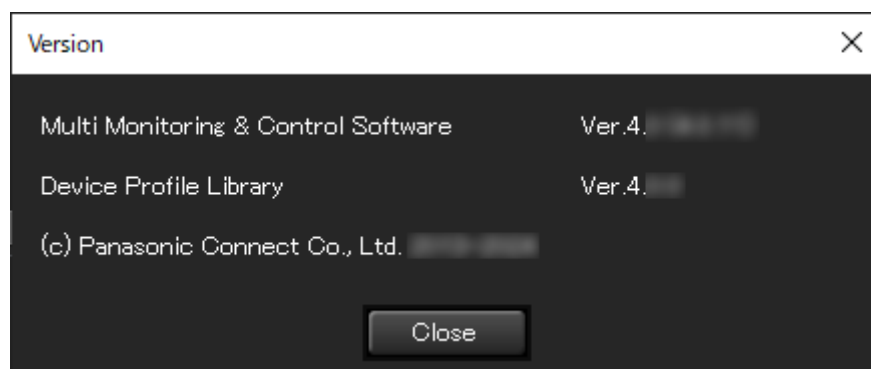 Version
Multi Monitoring & Control Software Ver.4.
Device Profile Library Ver.4.
(c) Panasonic Connect Co., Ltd.
Close